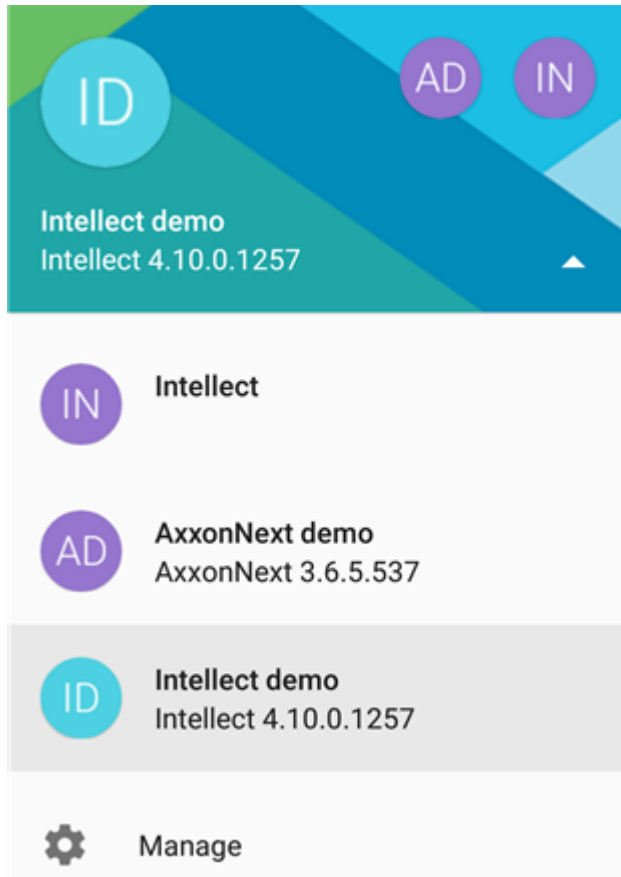 ID
AD
IN
Intellect demo
Intellect 4.10.0.1257
IN
Intellect
AD
AxxonNext demo
AxxonNext 3.6.5.537
ID
Intellect demo
Intellect 4.10.0.1257
Manage